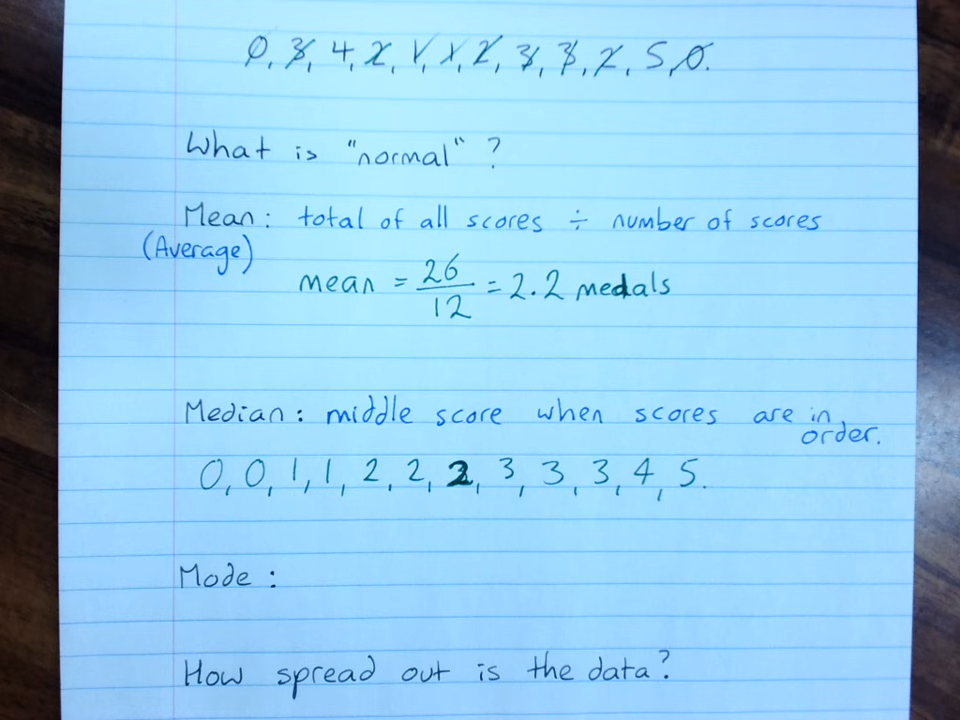 0, 3, 4, 2, 1, 1, 2, 3, 3, 2, 5, 0.
What is "normal" ?
Mean: total of all scores ÷ number of scores
(Average)
mean = 26/12 = 2.2 medals
Median: middle score when scores are in
order.
0, 0, 1, 1, 2, 2, 2, 3, 3, 3, 4, 5.
Mode :
How spread out is the data?